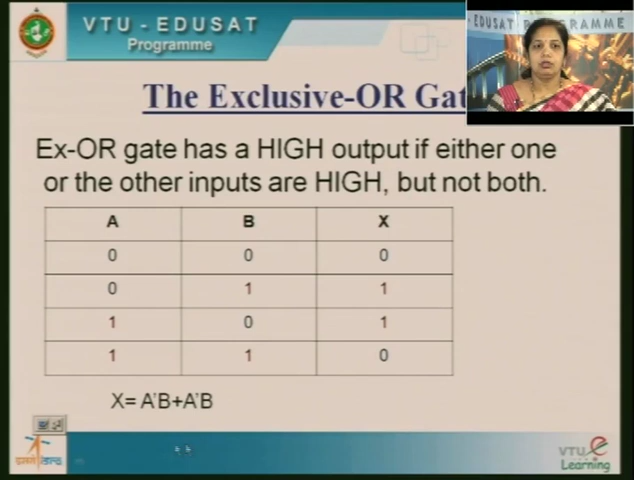 VTU - EDUSAT
Programme
- EDUSAT PROGRAMME
The Exclusive-OR Gat
Ex-OR gate has a HIGH output if either one
or the other inputs are HIGH, but not both.
A B X
0 0 0
0 1 1
1 0 1
1 1 0
X= A'B+A'B
VTU e
Learning